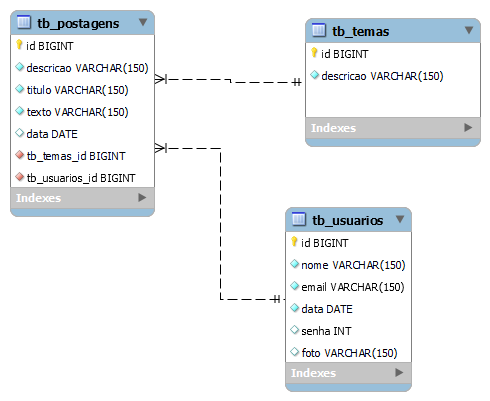 tb_postagens
id BIGINT
descricao VARCHAR(150)
titulo VARCHAR(150)
texto VARCHAR(150)
data DATE
tb_temas_id BIGINT
tb_usuarios_id BIGINT
Indexes
tb_temas
id BIGINT
descricao VARCHAR(150)
Indexes
tb_usuarios
id BIGINT
nome VARCHAR(150)
email VARCHAR(150)
data DATE
senha INT
foto VARCHAR(150)
Indexes